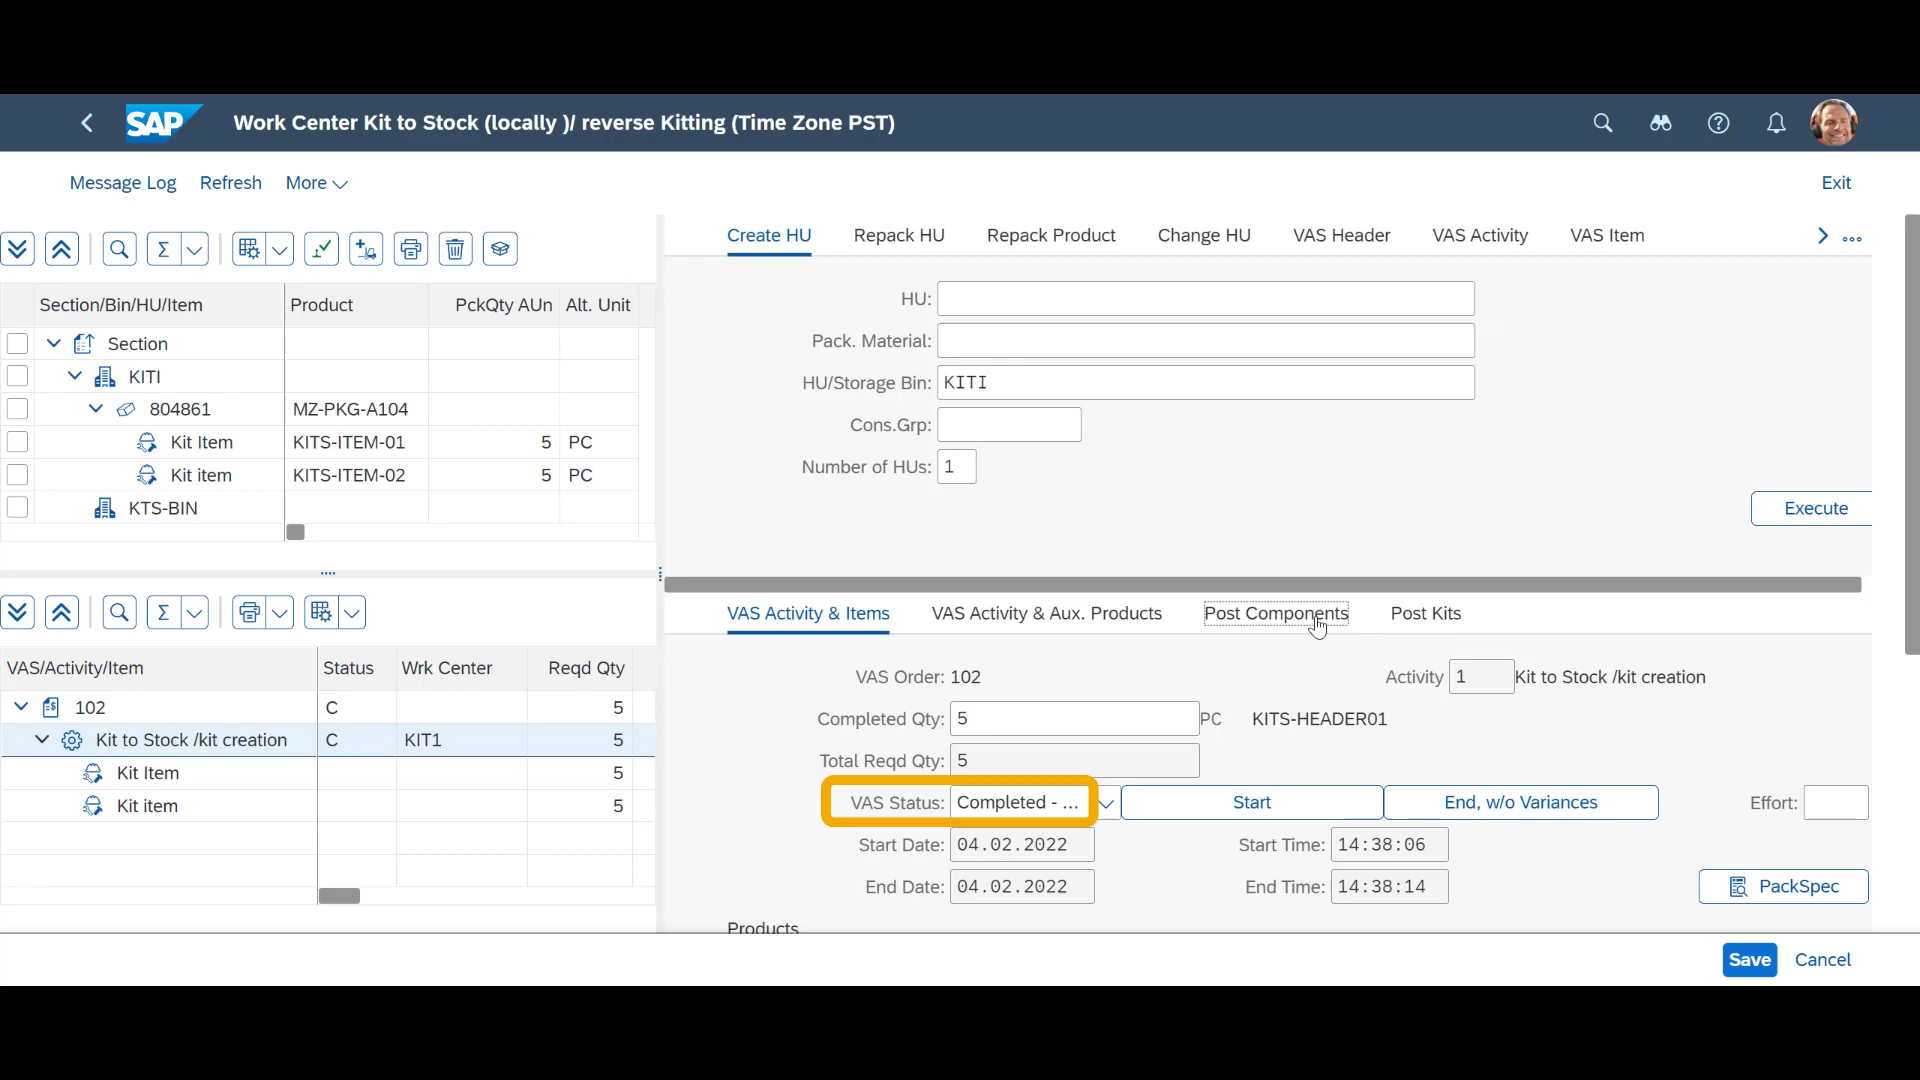 SAP Work Center Kit to Stock (locally )/ reverse Kitting (Time Zone PST)
Message Log Refresh More Exit
Create HU Repack HU Repack Product Change HU VAS Header VAS Activity VAS Item
Section/Bin/HU/Item Product PckQty AUn Alt. Unit
Section
KITI
804861 MZ-PKG-A104
Kit Item KITS-ITEM-01 5 PC
Kit item KITS-ITEM-02 5 PC
KTS-BIN
HU:
Pack. Material:
HU/Storage Bin: KITI
Cons.Grp:
Number of HUs: 1
Execute
VAS Activity & Items VAS Activity & Aux. Products Post Components Post Kits
VAS/Activity/Item Status Wrk Center Reqd Qty
102 C 5
Kit to Stock /kit creation C KIT1 5
Kit Item 5
Kit item 5
VAS Order: 102 Activity 1 Kit to Stock /kit creation
Completed Qty: 5 PC KITS-HEADER01
Total Reqd Qty: 5
VAS Status: Completed - ... Start End, w/o Variances Effort:
Start Date: 04.02.2022 Start Time: 14:38:06
End Date: 04.02.2022 End Time: 14:38:14 PackSpec
Products
Save Cancel